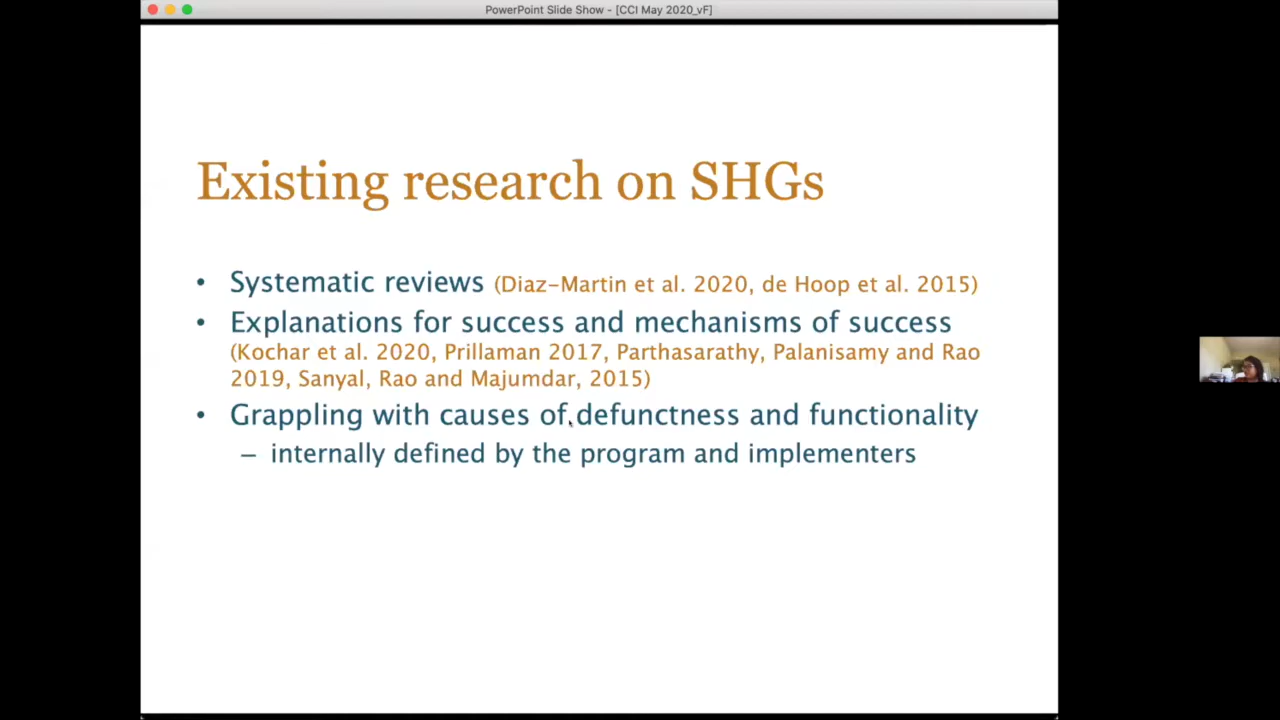 PowerPoint Slide Show - [CCI May 2020_vF]
Existing research on SHGs
• Systematic reviews (Diaz-Martin et al. 2020, de Hoop et al. 2015)
• Explanations for success and mechanisms of success
(Kochar et al. 2020, Prillaman 2017, Parthasarathy, Palanisamy and Rao
2019, Sanyal, Rao and Majumdar, 2015)
• Grappling with causes of defunctness and functionality
– internally defined by the program and implementers